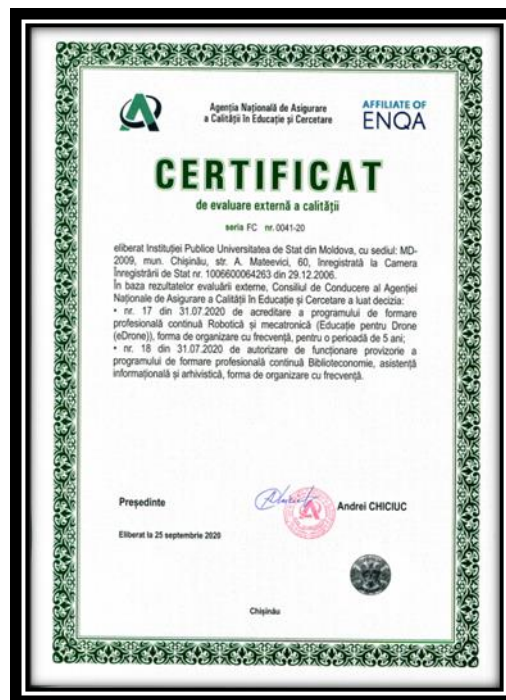 Agenția Națională de Asigurare
a Calității în Educație și Cercetare
AFFILIATE OF
ENQA
CERTIFICAT
de evaluare externă a calității
seria FC nr. 0041-20
eliberat Instituției Publice Universitatea de Stat din Moldova, cu sediul: MD-
2009, mun. Chișinău, str. A. Mateevici, 60, înregistrată la Camera
Înregistrării de Stat nr. 1006600064263 din 29.12.2006.
În baza rezultatelor evaluării externe, Consiliul de Conducere al Agenției
Naționale de Asigurare a Calității în Educație și Cercetare a luat decizia:
• nr. 17 din 31.07.2020 de acreditare a programului de formare
profesională continuă Robotică și mecatronică (Educație pentru Drone
(eDrone)), forma de organizare cu frecvență, pentru o perioadă de 5 ani;
• nr. 18 din 31.07.2020 de autorizare de funcționare provizorie a
programului de formare profesională continuă Biblioteconomie, asistență
informațională și arhivistică, forma de organizare cu frecvență.
Președinte
Andrei CHICIUC
Eliberat la 25 septembrie 2020
Chișinău